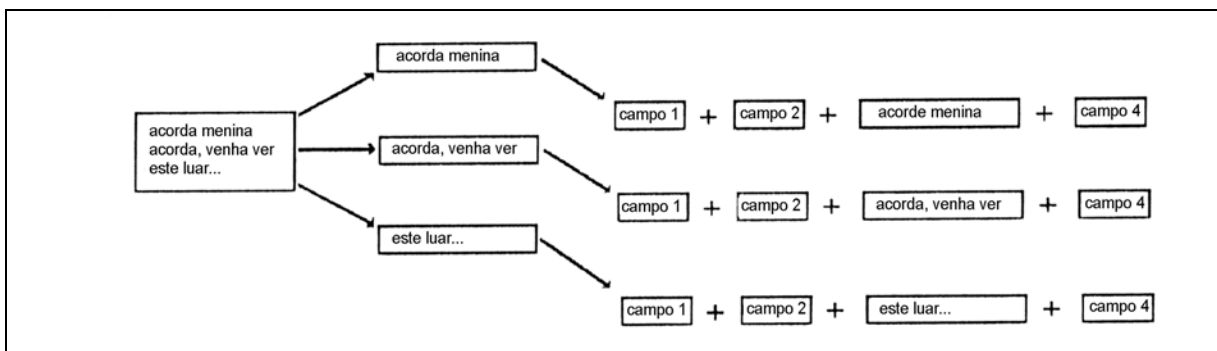 acorda menina
acorda menina
acorda, venha ver
este luar...
acorda, venha ver
este luar...
campo 1 + campo 2 + acorde menina + campo 4
campo 1 + campo 2 + acorda, venha ver + campo 4
campo 1 + campo 2 + este luar... + campo 4